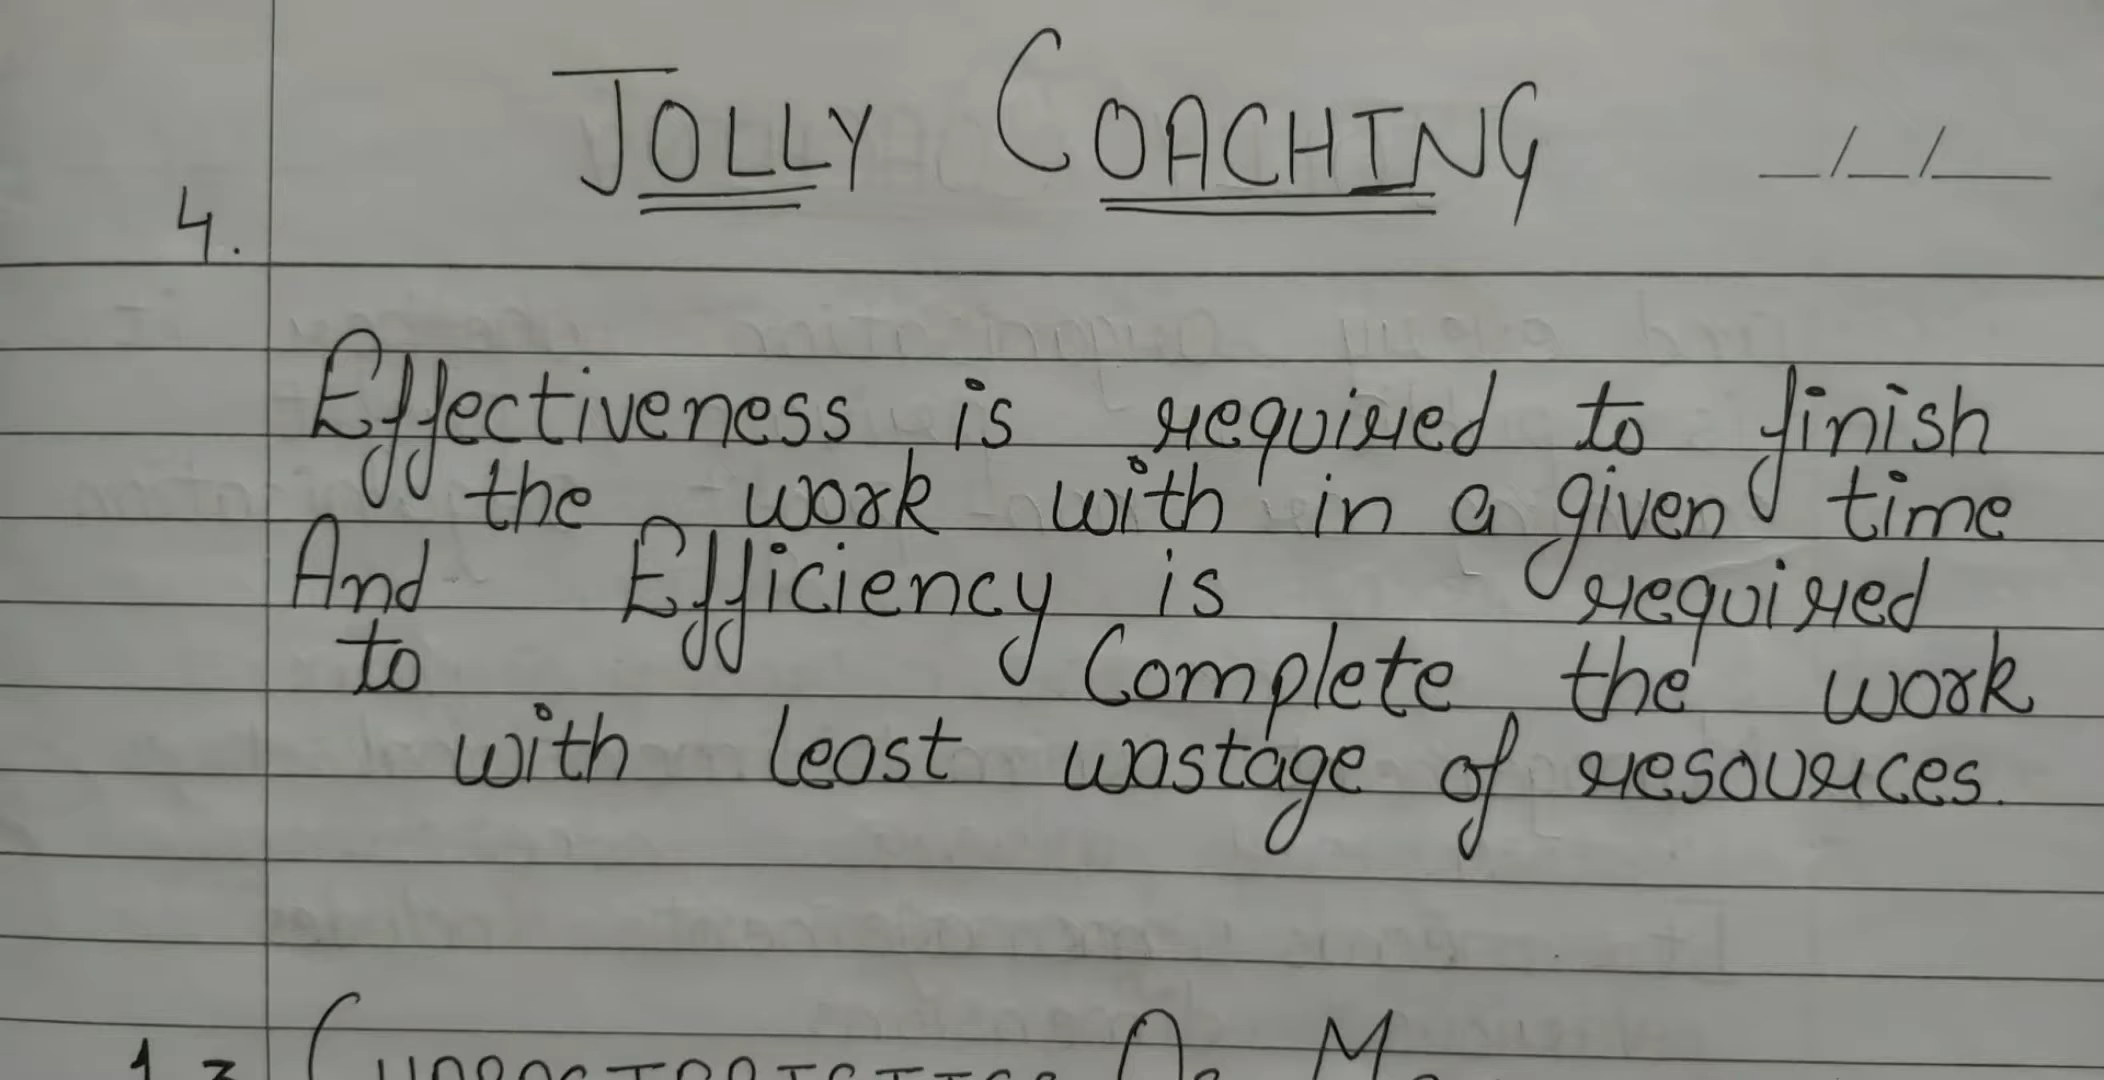 JOLLY COACHING
__/__/____
4.
Effectiveness is required to finish
the work with in a given time
And Efficiency is required
to Complete the work
with least wastage of resources.